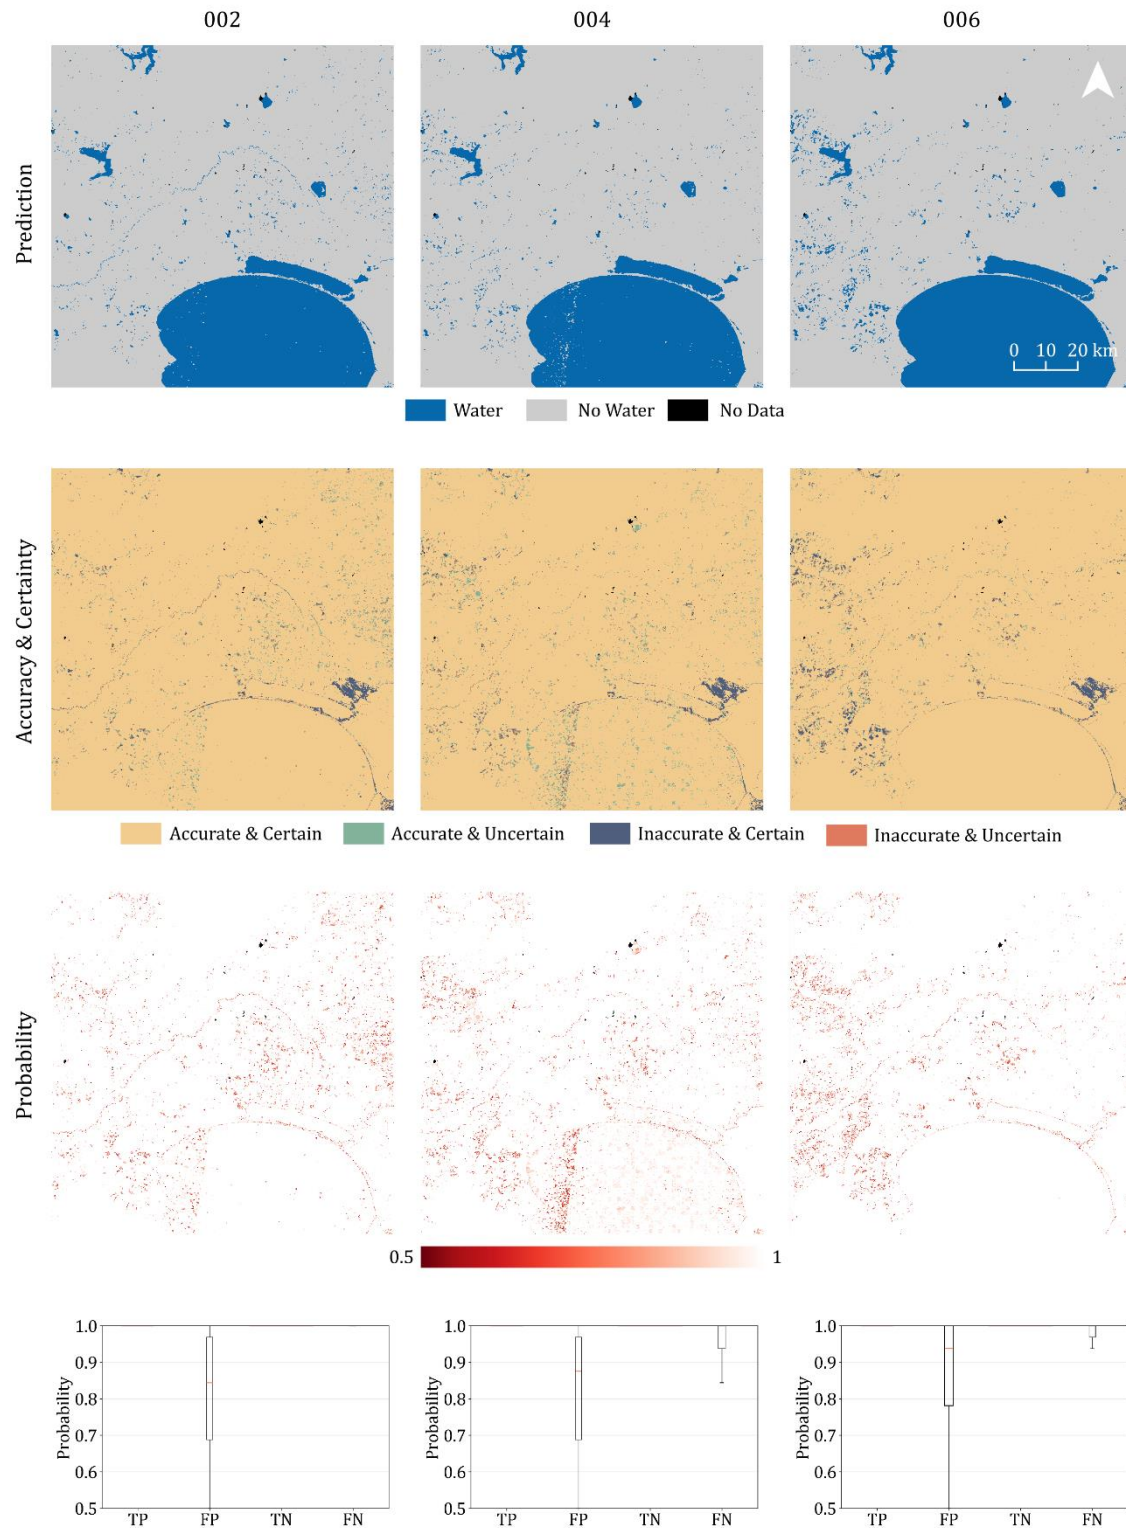 002 004 006
Prediction
0 10 20 km
Water No Water No Data
Accuracy & Certainty
Accurate & Certain Accurate & Uncertain Inaccurate & Certain Inaccurate & Uncertain
Probability
0.5 1
1.0 1.0 1.0
0.9 0.9 0.9
0.8 0.8 0.8
Probability Probability Probability
0.7 0.7 0.7
0.6 0.6 0.6
0.5 0.5 0.5
TP FP TN FN TP FP TN FN TP FP TN FN